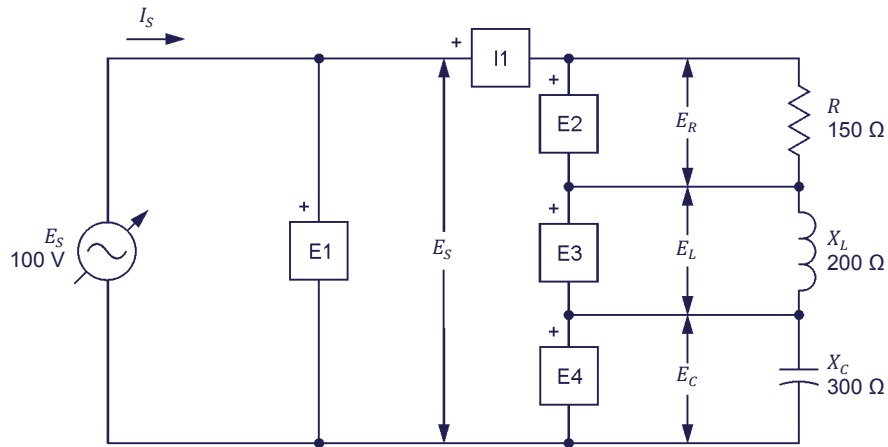 I_S
+
I1
+
E2
E_R
R
150 Ω
+
E_S
100 V
E1
E_S
+
E3
E_L
X_L
200 Ω
+
E4
E_C
X_C
300 Ω
+